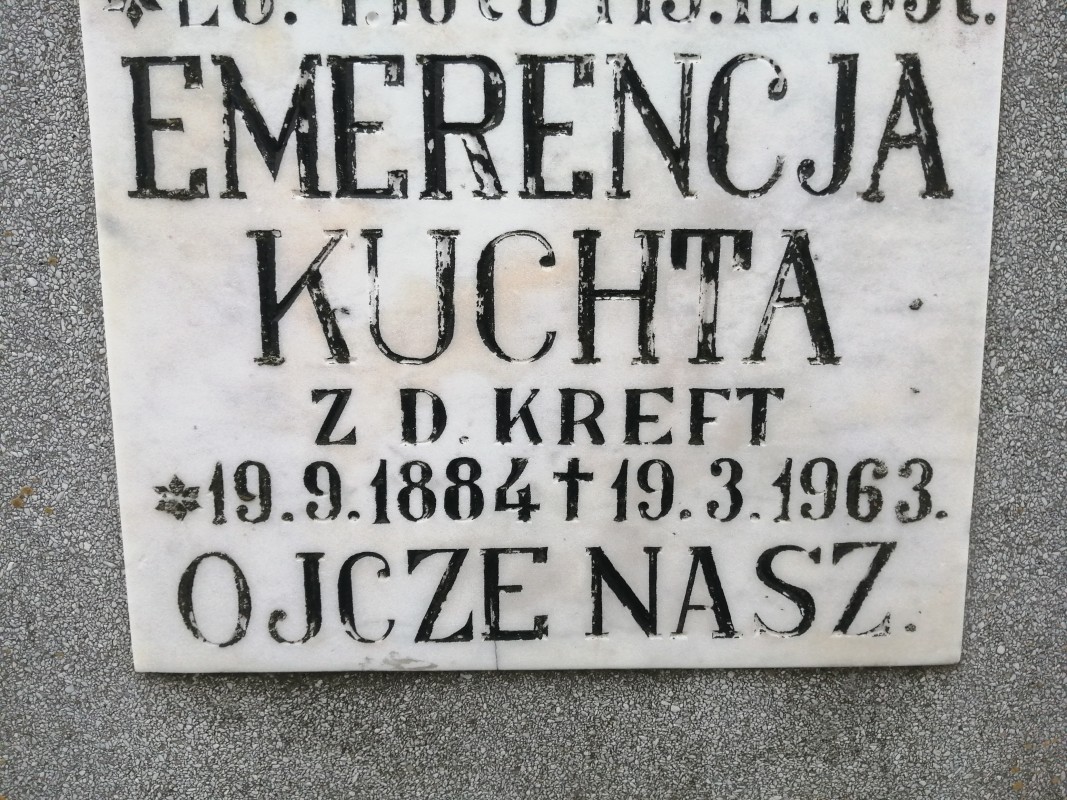 EMERENCJA
KUCHTA
Z D. KREFT
*19.9.1884 †19.3.1963.
OJCZE NASZ.